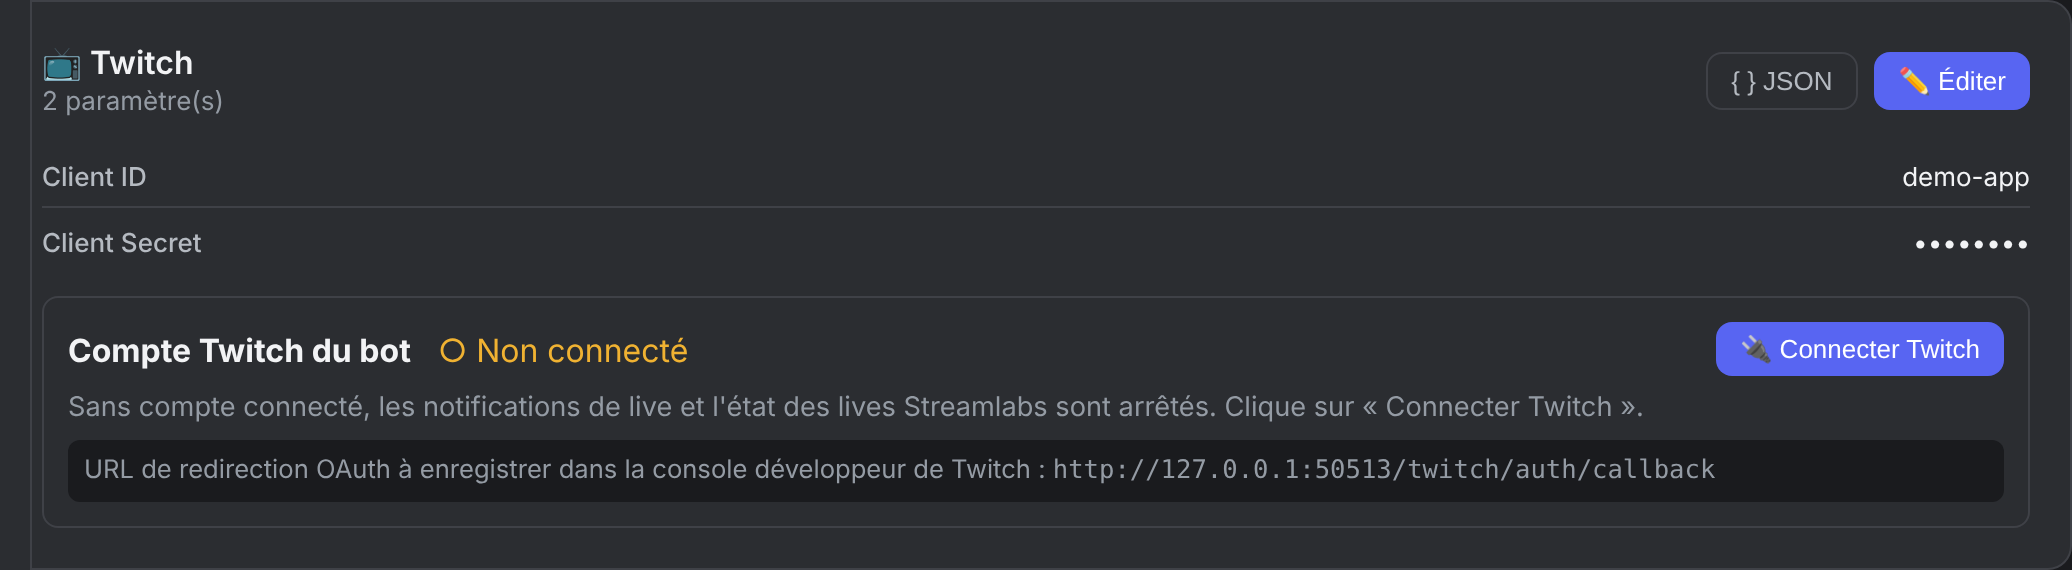 Twitch
2 paramètre(s)
{ } JSON
Éditer
Client ID
demo-app
Client Secret
••••••••
Compte Twitch du bot
Non connecté
Connecter Twitch
Sans compte connecté, les notifications de live et l'état des lives Streamlabs sont arrêtés. Clique sur « Connecter Twitch ».
URL de redirection OAuth à enregistrer dans la console développeur de Twitch : http://127.0.0.1:50513/twitch/auth/callback